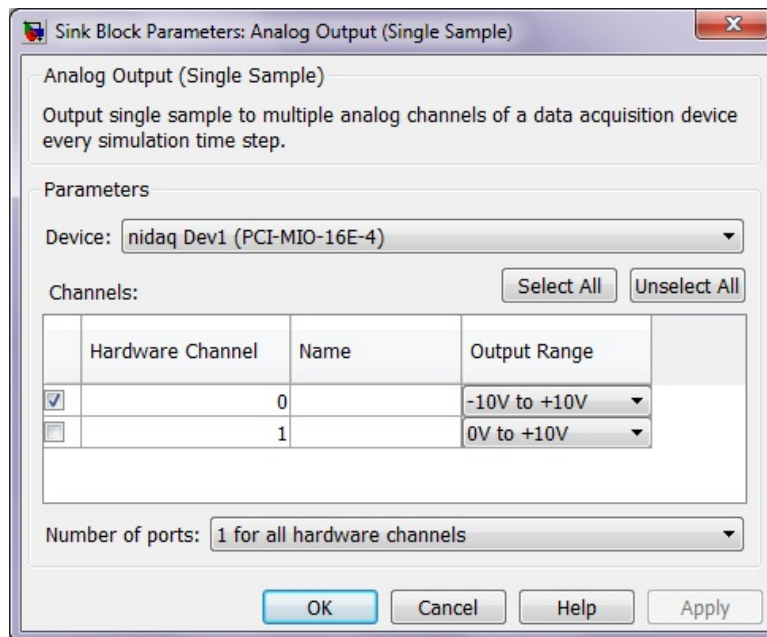 Sink Block Parameters: Analog Output (Single Sample)
x
Analog Output (Single Sample)
Output single sample to multiple analog channels of a data acquisition device
every simulation time step.
Parameters
Device: nidaq Dev1 (PCI-MIO-16E-4)
Channels: Select All Unselect All
Hardware Channel Name Output Range
0 -10V to +10V
1 0V to +10V
Number of ports: 1 for all hardware channels
OK Cancel Help Apply